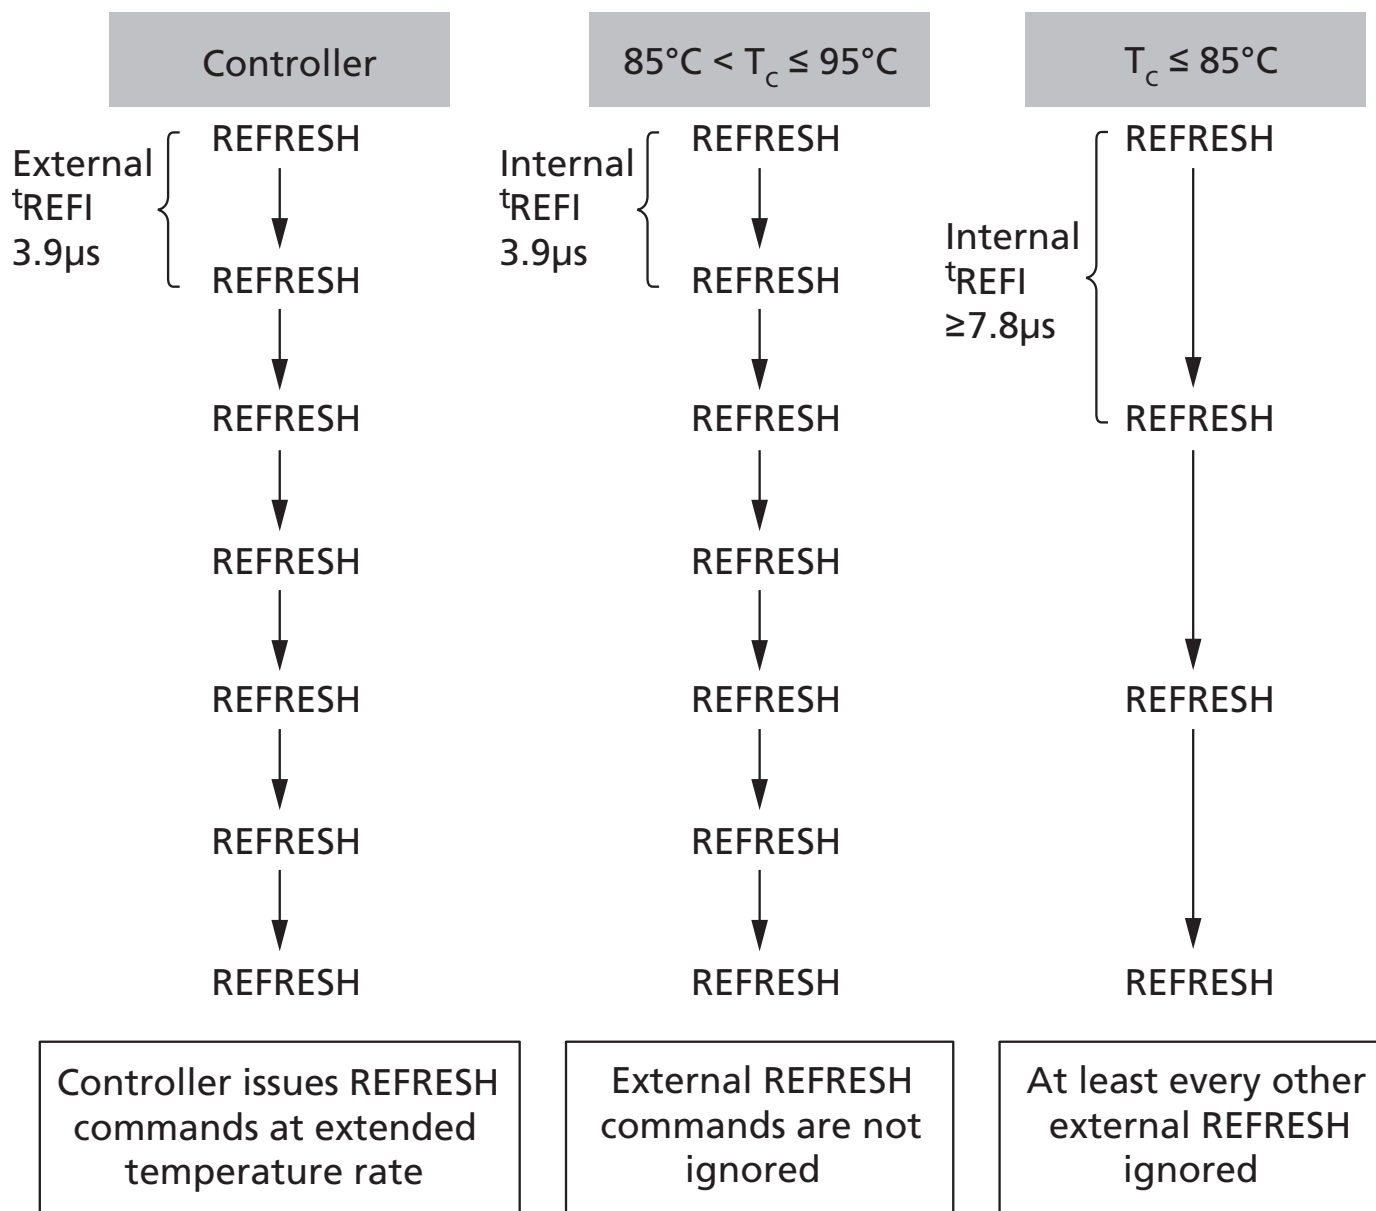 Controller
85°C < TC ≤ 95°C
TC ≤ 85°C
External
tREFI
3.9µs
REFRESH
REFRESH
REFRESH
REFRESH
REFRESH
REFRESH
REFRESH
Internal
tREFI
3.9µs
REFRESH
REFRESH
REFRESH
REFRESH
REFRESH
REFRESH
REFRESH
Internal
tREFI
≥7.8µs
REFRESH
REFRESH
REFRESH
REFRESH
Controller issues REFRESH
commands at extended
temperature rate
External REFRESH
commands are not
ignored
At least every other
external REFRESH
ignored